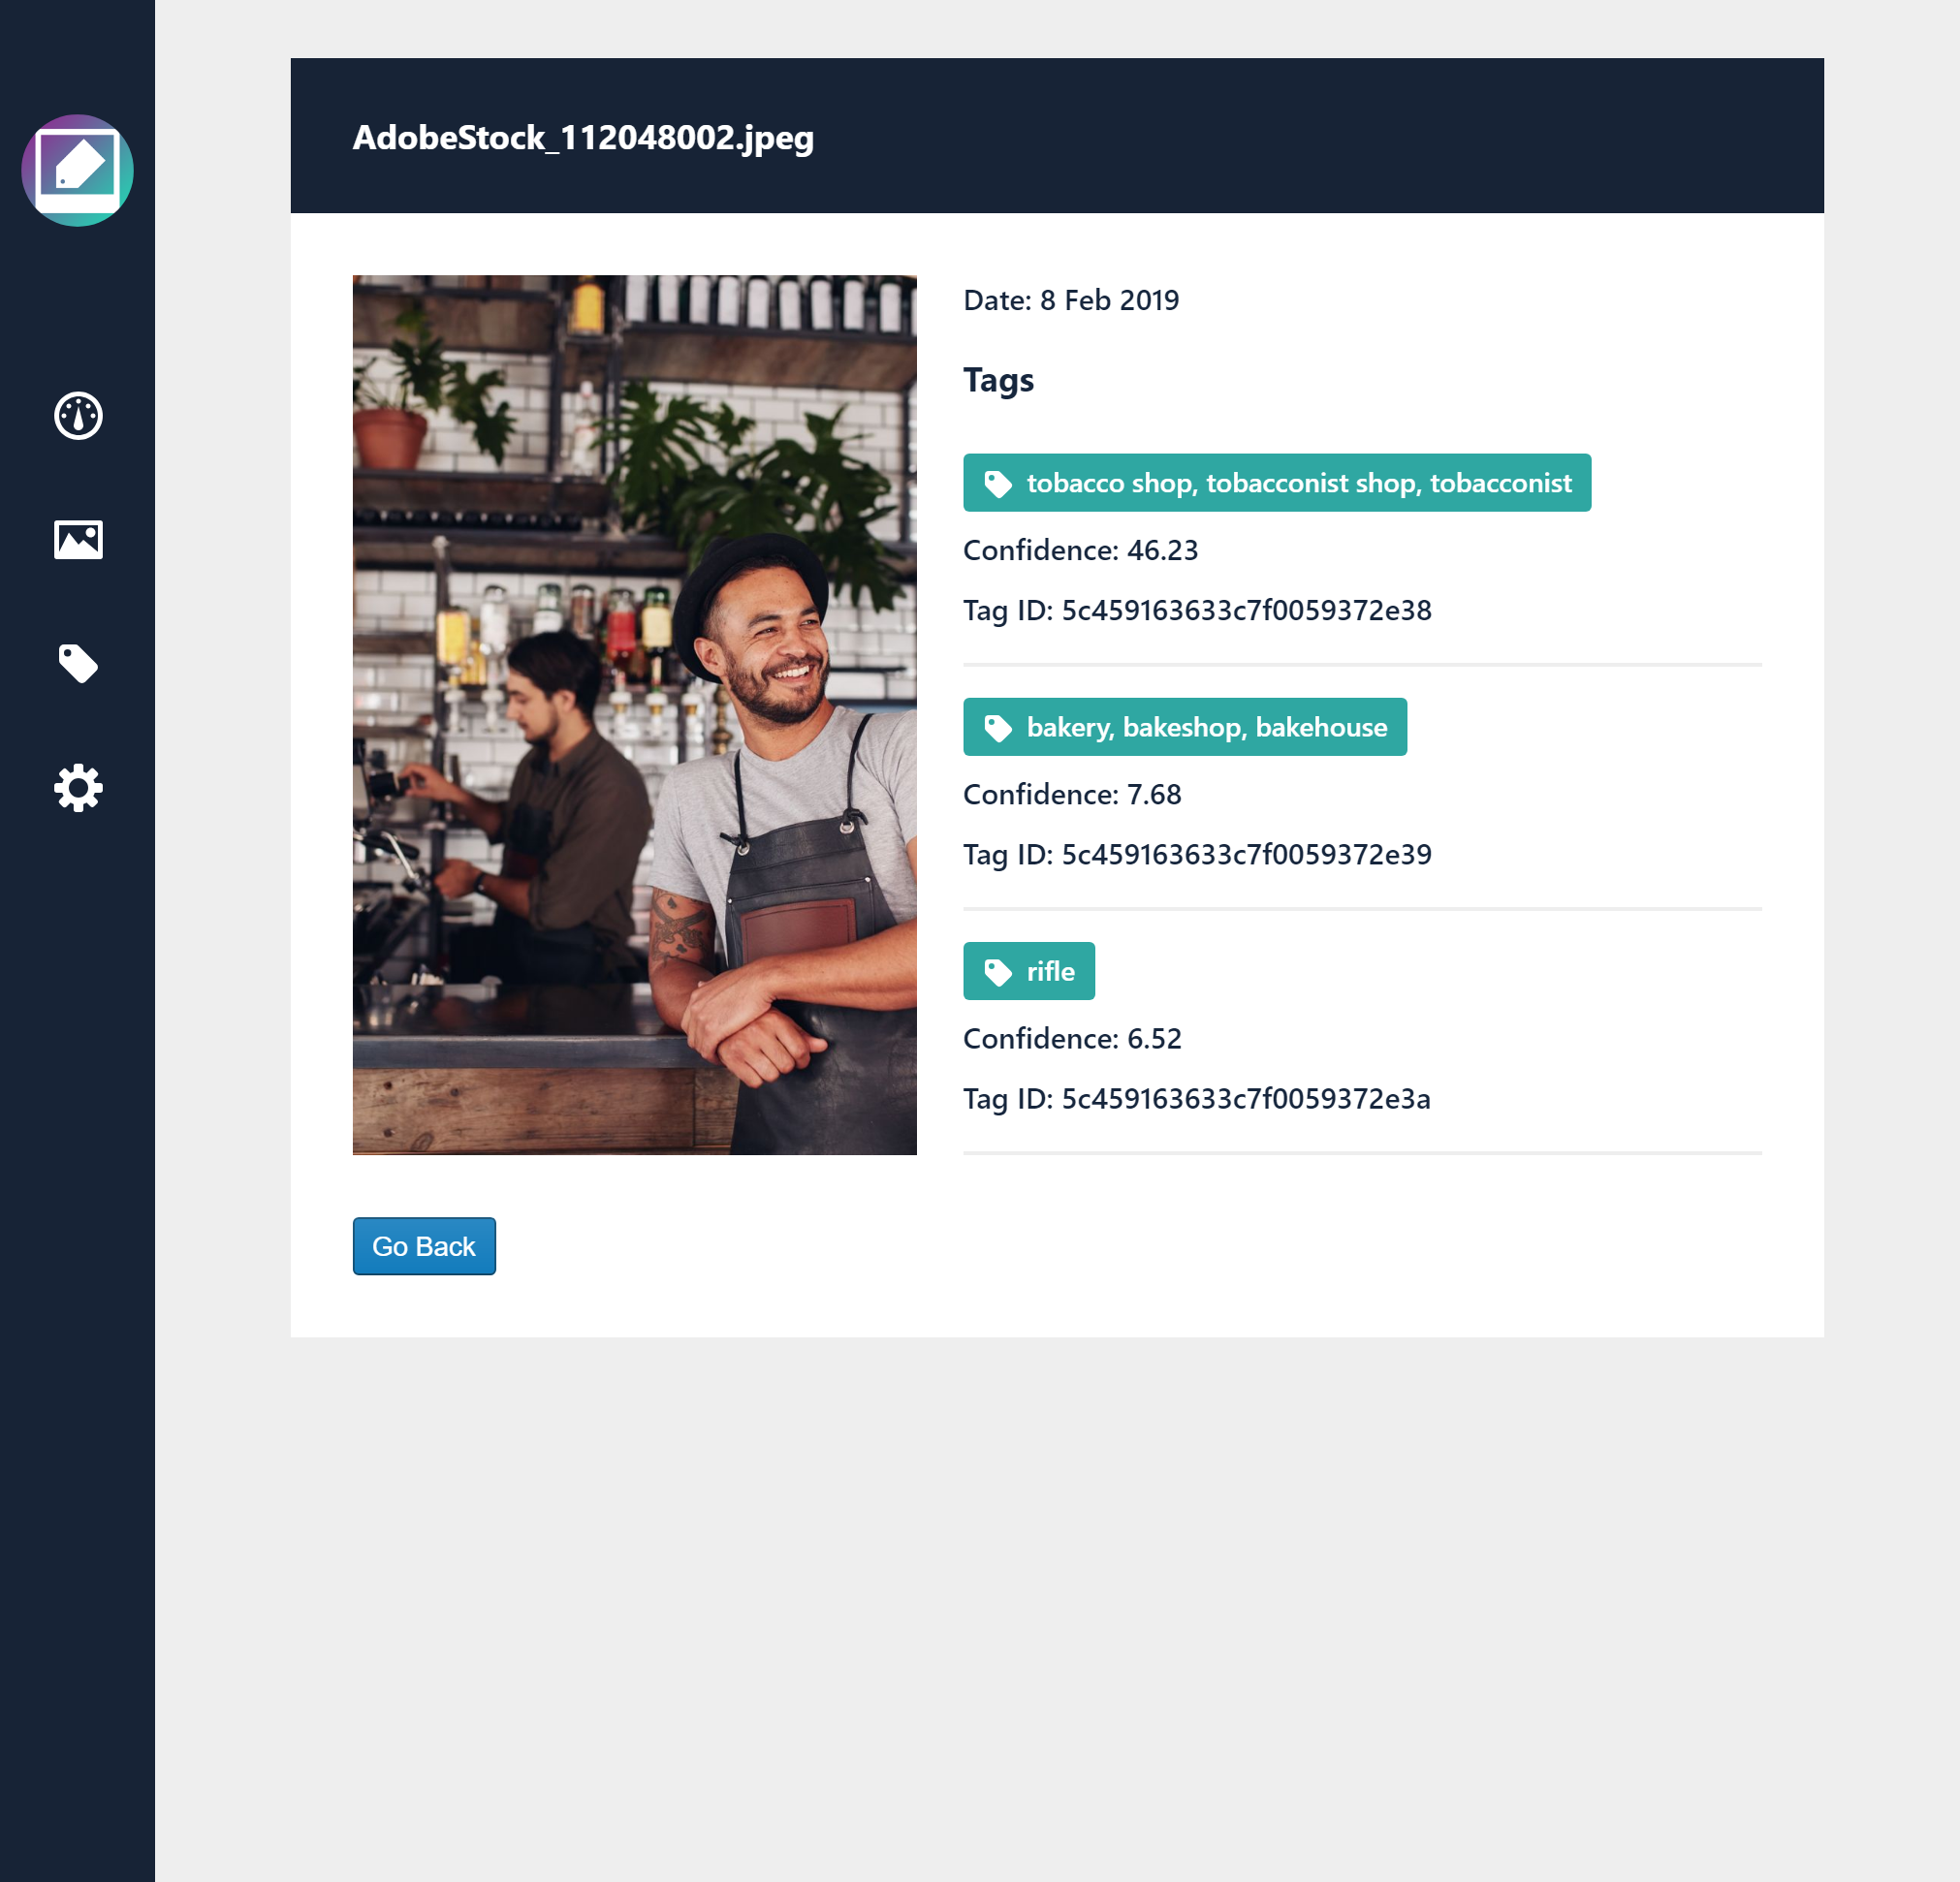 AdobeStock_112048002.jpeg
Date: 8 Feb 2019
Tags
tobacco shop, tobacconist shop, tobacconist
Confidence: 46.23
Tag ID: 5c459163633c7f0059372e38
bakery, bakeshop, bakehouse
Confidence: 7.68
Tag ID: 5c459163633c7f0059372e39
rifle
Confidence: 6.52
Tag ID: 5c459163633c7f0059372e3a
Go Back